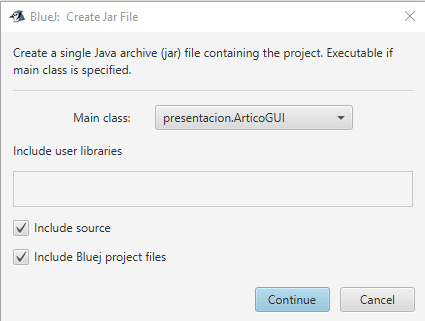 BlueJ: Create Jar File
Create a single Java archive (jar) file containing the project. Executable if
main class is specified.
Main class: presentacion.ArticoGUI
Include user libraries
Include source
Include Bluej project files
Continue Cancel